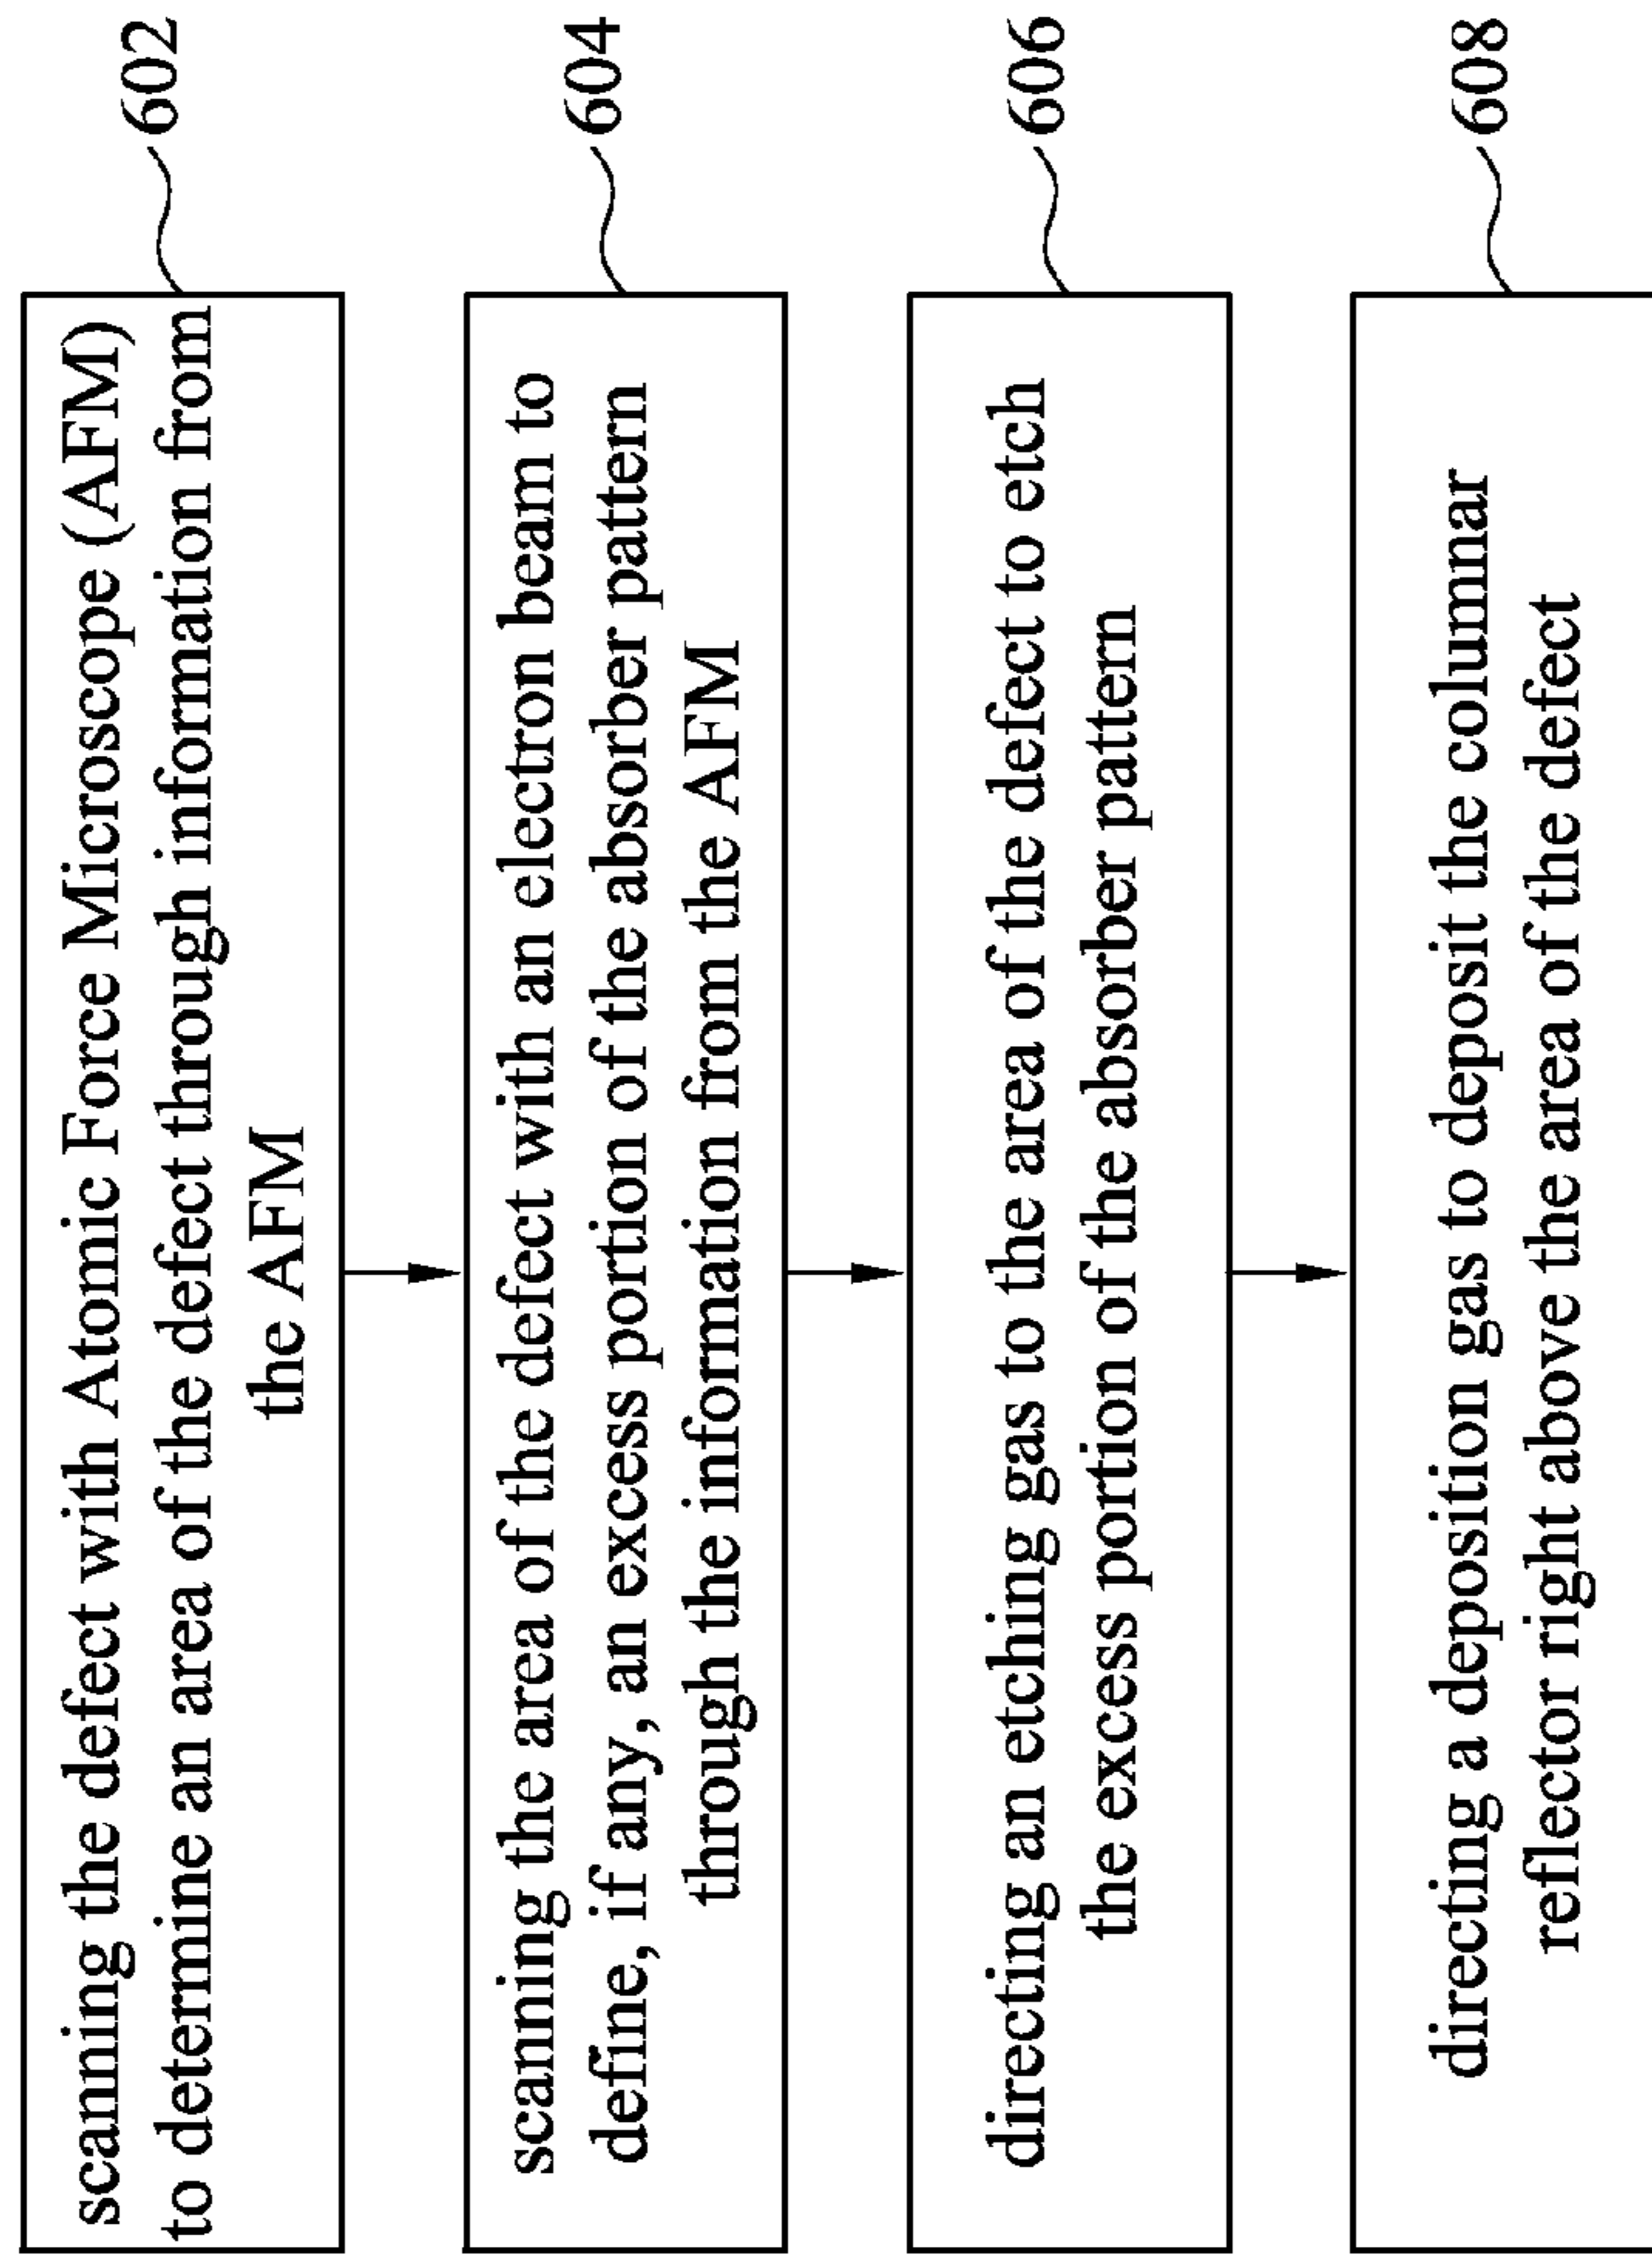 scanning the defect with Atomic Force Microscope (AFM)
to determine an area of the defect through information from
the AFM
602
scanning the area of the defect with an electron beam to
define, if any, an excess portion of the absorber pattern
through the information from the AFM
604
directing an etching gas to the area of the defect to etch
the excess portion of the absorber pattern
606
directing a deposition gas to deposit the columnar
reflector right above the area of the defect
608